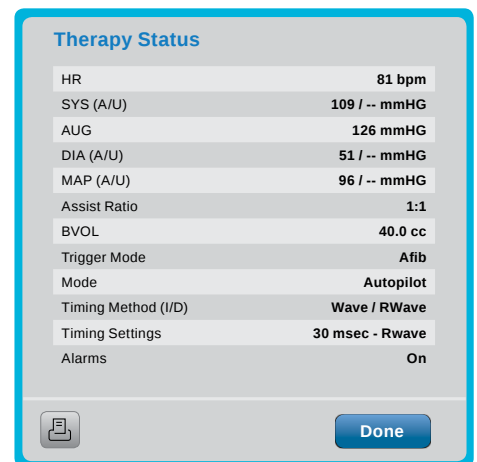 Therapy Status
HR 81 bpm
SYS (A/U) 109 / -- mmHG
AUG 126 mmHG
DIA (A/U) 51 / -- mmHG
MAP (A/U) 96 / -- mmHG
Assist Ratio 1:1
BVOL 40.0 cc
Trigger Mode Afib
Mode Autopilot
Timing Method (I/D) Wave / RWave
Timing Settings 30 msec - Rwave
Alarms On
Done